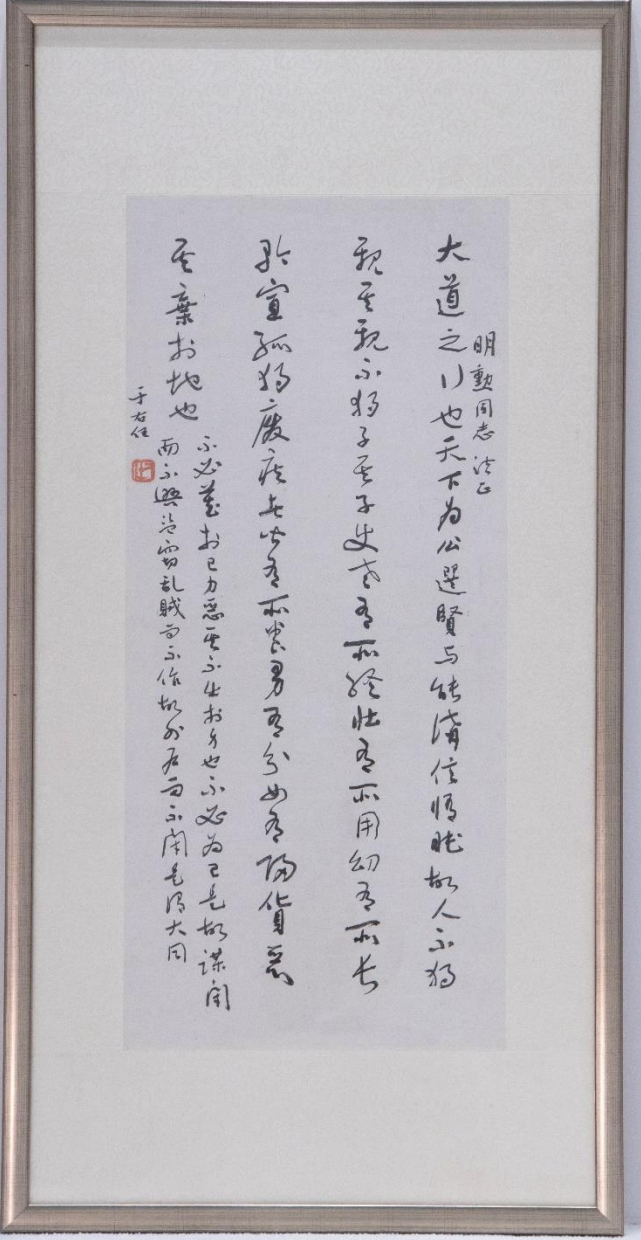 大道之行也天下為公選賢与能講信修睦故人不獨
親其親不獨子其子使老有所終壯有所用幼有所长
矜寡孤獨廢疾者皆有所養男有分女有歸貨惡
其棄於地也
不必藏於己力惡其不出於身也不必為己是故謀閉
而不興盜竊乱賊而不作故外户而不閉是謂大同
明勳同志法正
于右任